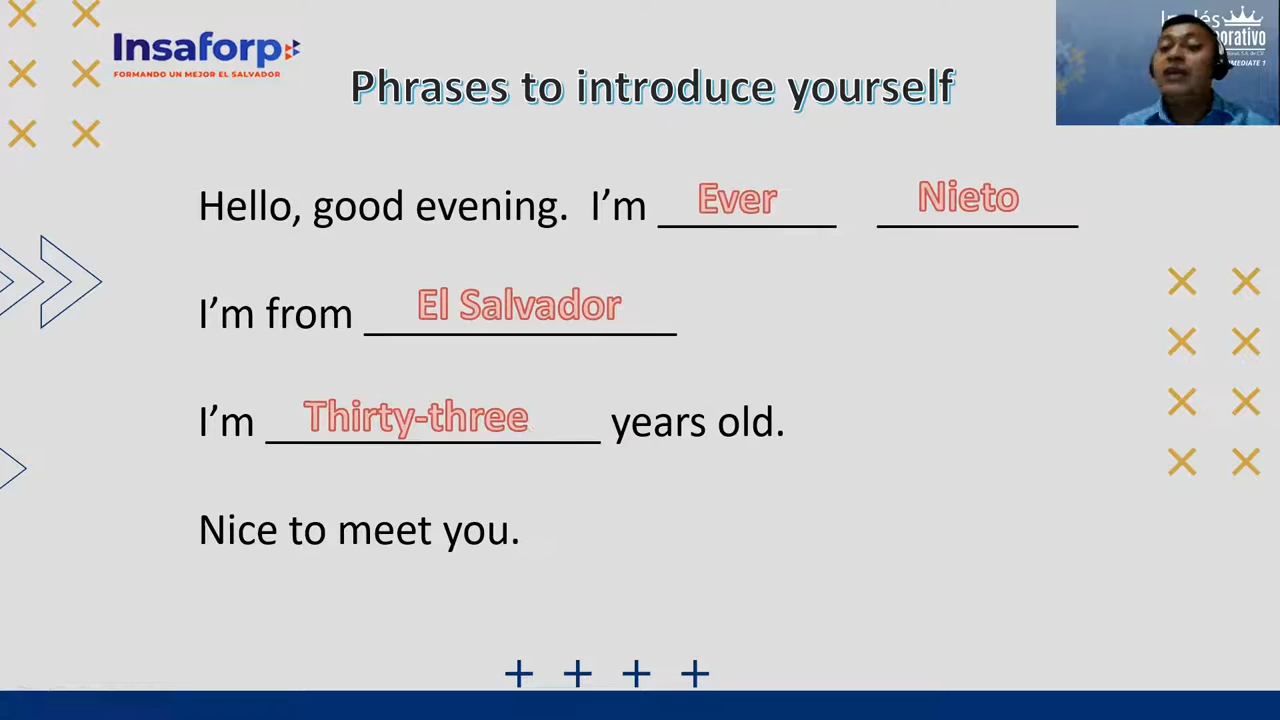 Insaforp
FORMANDO UN MEJOR EL SALVADOR
Phrases to introduce yourself
Hello, good evening. I'm Ever Nieto
I'm from El Salvador
I'm Thirty-three years old.
Nice to meet you.